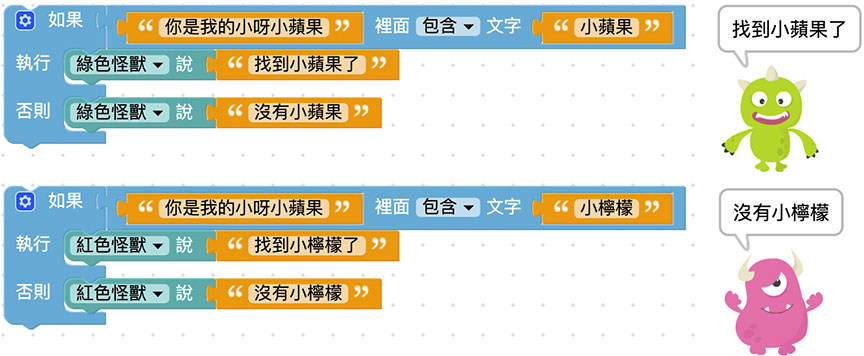 如果 “ 你是我的小呀小蘋果 ” 裡面 包含 文字 “ 小蘋果 ”
執行 綠色怪獸 說 “ 找到小蘋果了 ”
否則 綠色怪獸 說 “ 沒有小蘋果 ”
找到小蘋果了
如果 “ 你是我的小呀小蘋果 ” 裡面 包含 文字 “ 小檸檬 ”
執行 紅色怪獸 說 “ 找到小檸檬了 ”
否則 紅色怪獸 說 “ 沒有小檸檬 ”
沒有小檸檬